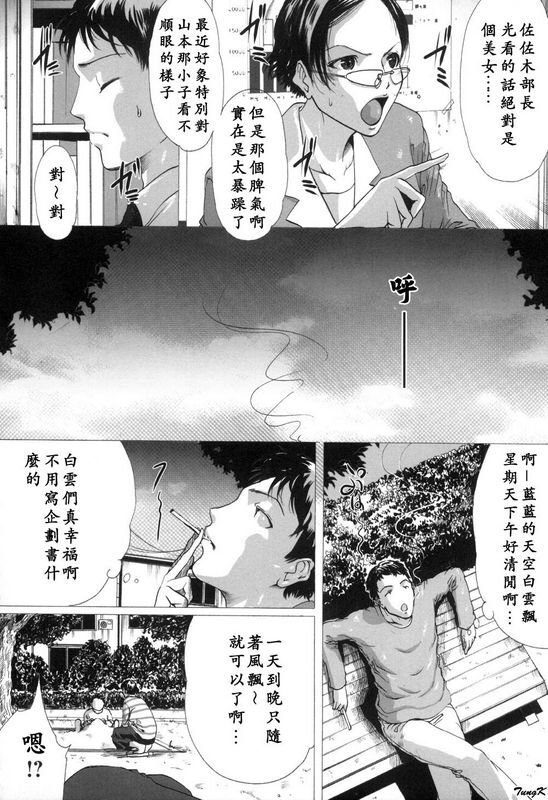 佐佐木部長
光看的話絕對是
個美女……
但是那個脾氣啊
實在是太暴躁了
最近好象特別對
山本那小子看不
順眼的樣子
對～對
呼——
啊—藍藍的天空白雲飄
星期天下午好清閒啊…
白雲們真幸福啊
不用寫企劃書什
麼的
一天到晚只隨
著風飄～
就可以了啊…
嗯!?
TungK